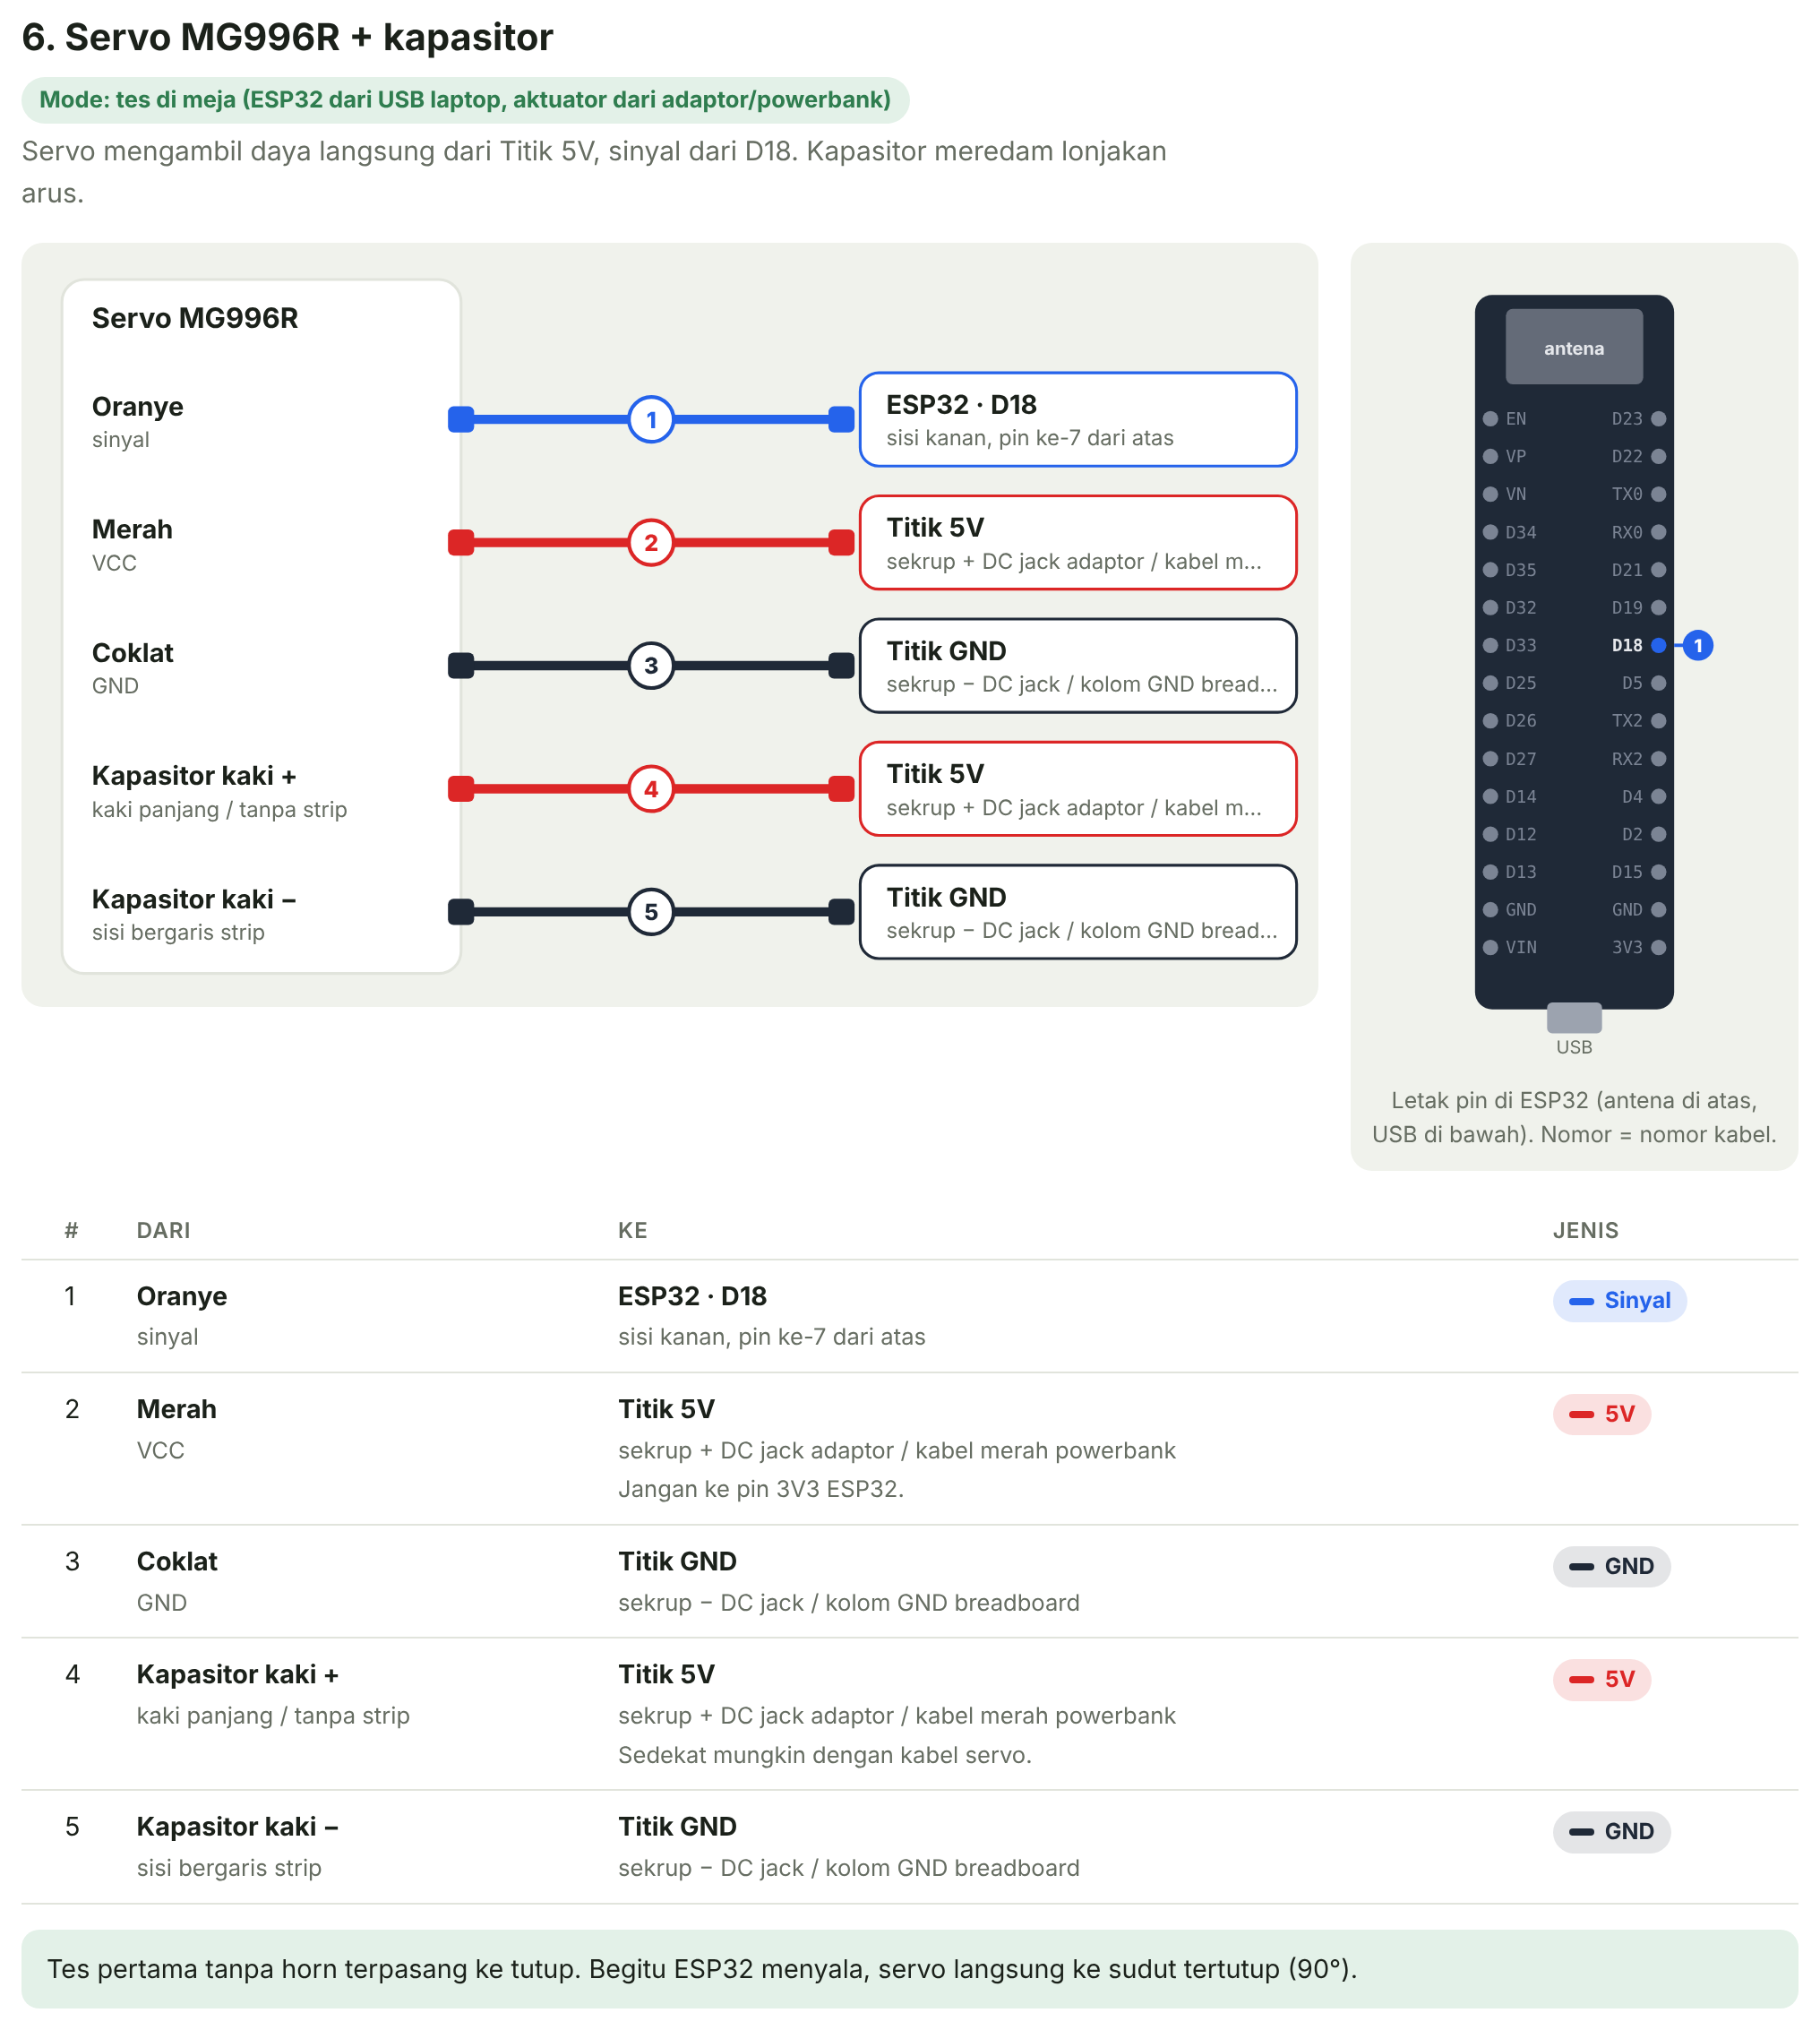 6. Servo MG996R + kapasitor
Mode: tes di meja (ESP32 dari USB laptop, aktuator dari adaptor/powerbank)
Servo mengambil daya langsung dari Titik 5V, sinyal dari D18. Kapasitor meredam lonjakan
arus.
Servo MG996R
Oranye
sinyal
1
ESP32 · D18
sisi kanan, pin ke-7 dari atas
Merah
VCC
2
Titik 5V
sekrup + DC jack adaptor / kabel m...
Coklat
GND
3
Titik GND
sekrup − DC jack / kolom GND bread...
Kapasitor kaki +
kaki panjang / tanpa strip
4
Titik 5V
sekrup + DC jack adaptor / kabel m...
Kapasitor kaki −
sisi bergaris strip
5
Titik GND
sekrup − DC jack / kolom GND bread...
antena
EN D23
VP D22
VN TX0
D34 RX0
D35 D21
D32 D19
D33 D18 1
D25 D5
D26 TX2
D27 RX2
D14 D4
D12 D2
D13 D15
GND GND
VIN 3V3
USB
Letak pin di ESP32 (antena di atas,
USB di bawah). Nomor = nomor kabel.
# DARI KE JENIS
1 Oranye ESP32 · D18 Sinyal
sinyal sisi kanan, pin ke-7 dari atas
2 Merah Titik 5V 5V
VCC sekrup + DC jack adaptor / kabel merah powerbank
Jangan ke pin 3V3 ESP32.
3 Coklat Titik GND GND
GND sekrup − DC jack / kolom GND breadboard
4 Kapasitor kaki + Titik 5V 5V
kaki panjang / tanpa strip sekrup + DC jack adaptor / kabel merah powerbank
Sedekat mungkin dengan kabel servo.
5 Kapasitor kaki − Titik GND GND
sisi bergaris strip sekrup − DC jack / kolom GND breadboard
Tes pertama tanpa horn terpasang ke tutup. Begitu ESP32 menyala, servo langsung ke sudut tertutup (90°).